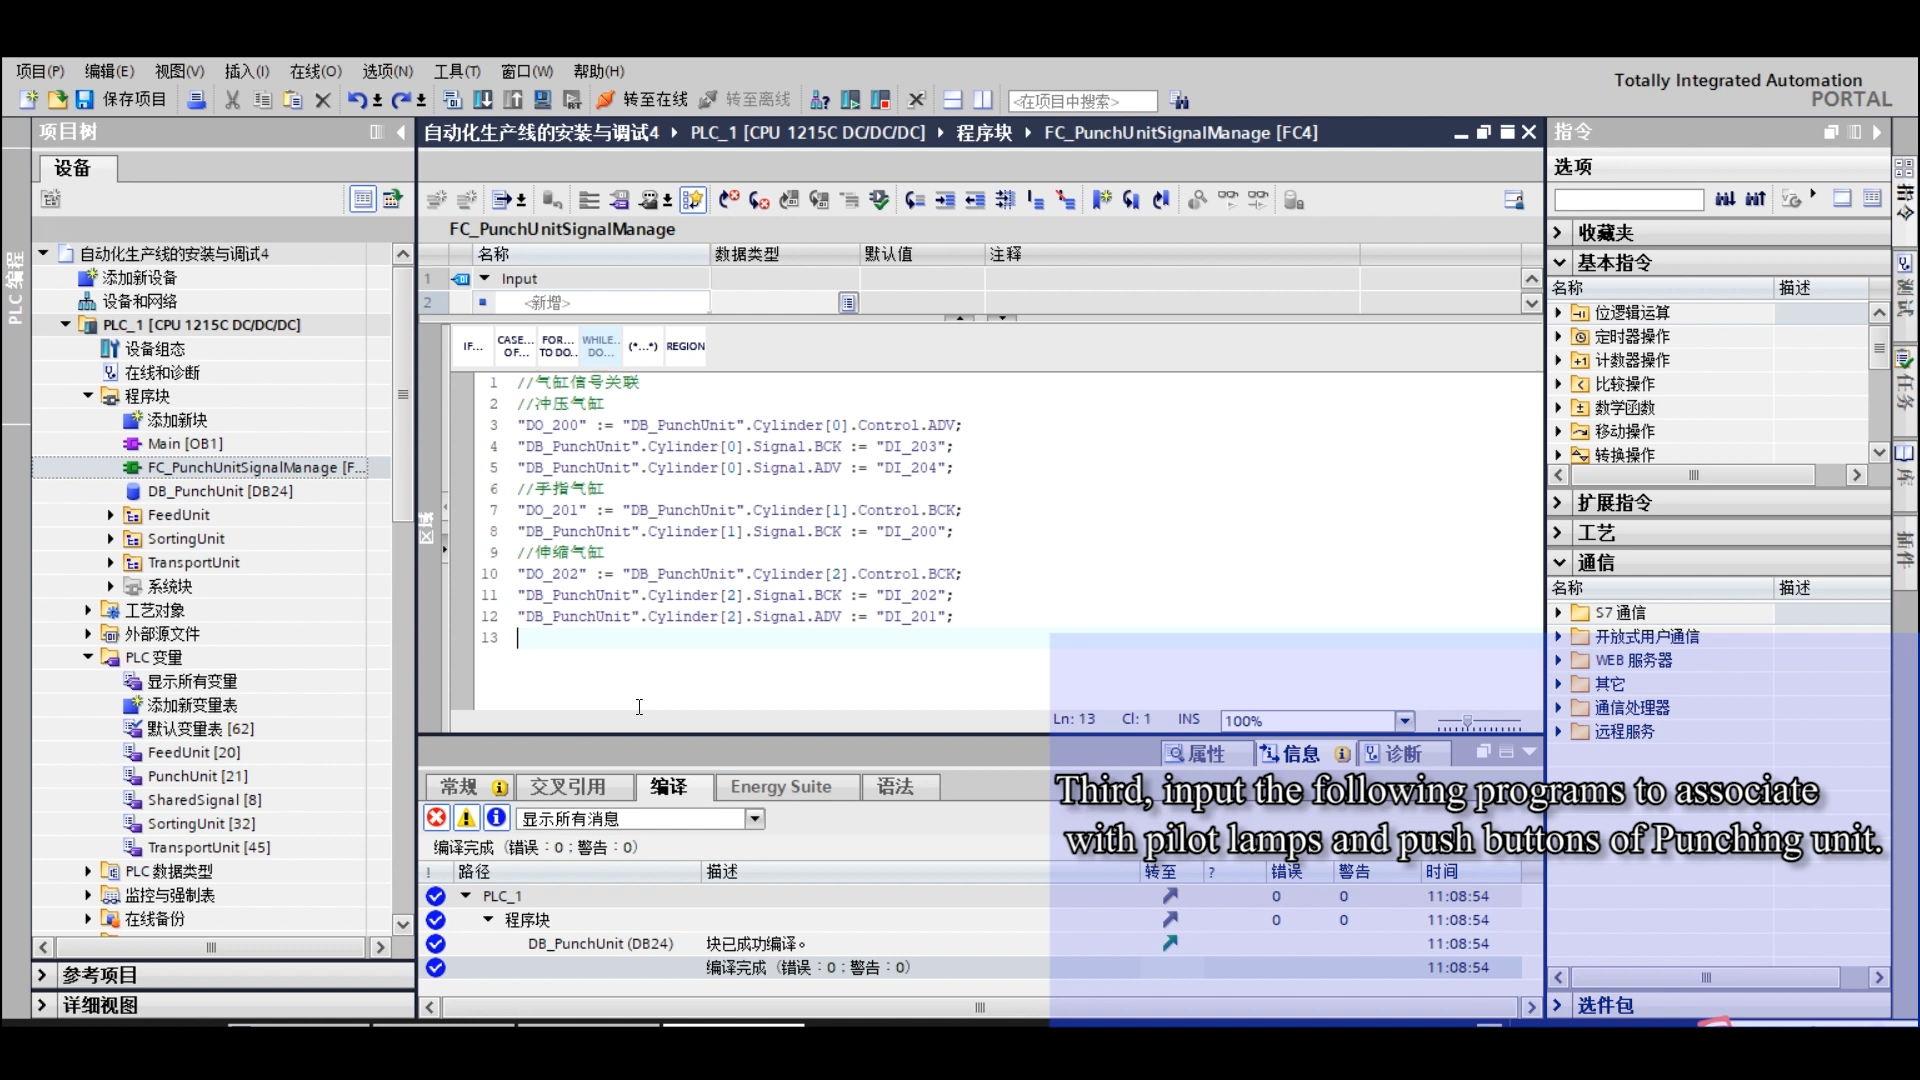 项目(P) 编辑(E) 视图(V) 插入(I) 在线(O) 选项(N) 工具(T) 窗口(W) 帮助(H)
Totally Integrated Automation
PORTAL
保存项目 转至在线 转至离线 <在项目中搜索>
项目树
设备
PLC 编程
自动化生产线的安装与调试4
添加新设备
设备和网络
PLC_1 [CPU 1215C DC/DC/DC]
设备组态
在线和诊断
程序块
添加新块
Main [OB1]
FC_PunchUnitSignalManage [F...
DB_PunchUnit [DB24]
FeedUnit
SortingUnit
TransportUnit
系统块
工艺对象
外部源文件
PLC 变量
显示所有变量
添加新变量表
默认变量表 [62]
FeedUnit [20]
PunchUnit [21]
SharedSignal [8]
SortingUnit [32]
TransportUnit [45]
PLC 数据类型
监控与强制表
在线备份
参考项目
详细视图
自动化生产线的安装与调试4 PLC_1 [CPU 1215C DC/DC/DC] 程序块 FC_PunchUnitSignalManage [FC4]
FC_PunchUnitSignalManage
名称 数据类型 默认值 注释
1 Input
2 <新增>
IF... CASE... OF... FOR... TO DO.. WHILE.. DO... (*...*) REGION
1 //气缸信号关联
2 //冲压气缸
3 "DO_200" := "DB_PunchUnit".Cylinder[0].Control.ADV;
4 "DB_PunchUnit".Cylinder[0].Signal.BCK := "DI_203";
5 "DB_PunchUnit".Cylinder[0].Signal.ADV := "DI_204";
6 //手指气缸
7 "DO_201" := "DB_PunchUnit".Cylinder[1].Control.BCK;
8 "DB_PunchUnit".Cylinder[1].Signal.BCK := "DI_200";
9 //伸缩气缸
10 "DO_202" := "DB_PunchUnit".Cylinder[2].Control.BCK;
11 "DB_PunchUnit".Cylinder[2].Signal.BCK := "DI_202";
12 "DB_PunchUnit".Cylinder[2].Signal.ADV := "DI_201";
13
Ln: 13 Cl: 1 INS 100%
属性 信息 诊断
常规 交叉引用 编译 Energy Suite 语法
显示所有消息
编译完成（错误：0；警告：0）
! 路径 描述 转至 ? 错误 警告 时间
PLC_1 0 0 11:08:54
程序块 0 0 11:08:54
DB_PunchUnit (DB24) 块已成功编译。 11:08:54
编译完成（错误：0；警告：0） 11:08:54
Third, input the following programs to associate
with pilot lamps and push buttons of Punching unit.
指令
选项
收藏夹
基本指令
名称 描述
位逻辑运算
定时器操作
计数器操作
比较操作
数学函数
移动操作
转换操作
扩展指令
工艺
通信
名称 描述
S7 通信
开放式用户通信
WEB 服务器
其它
通信处理器
远程服务
选件包
测试
任务
库
插件